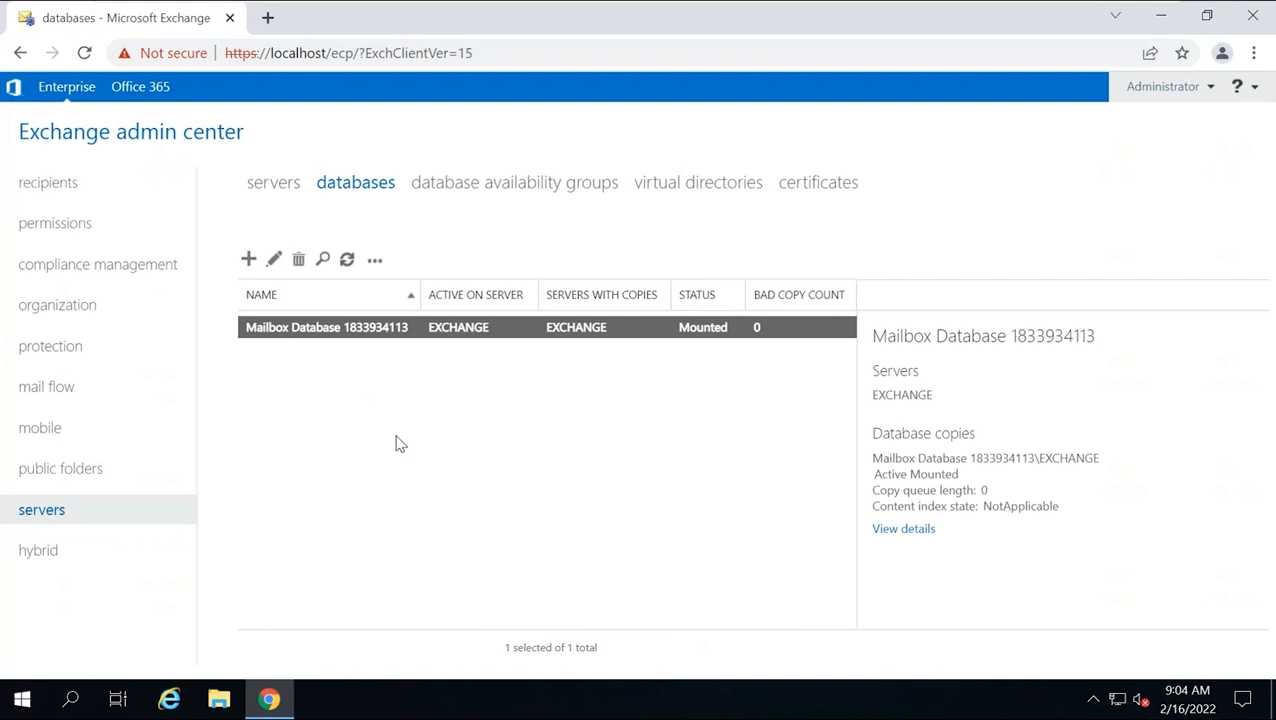 databases - Microsoft Exchange
Not secure https://localhost/ecp/?ExchClientVer=15
Enterprise Office 365 Administrator ?
Exchange admin center
recipients
permissions
compliance management
organization
protection
mail flow
mobile
public folders
servers
hybrid
servers databases database availability groups virtual directories certificates
NAME ACTIVE ON SERVER SERVERS WITH COPIES STATUS BAD COPY COUNT
Mailbox Database 1833934113 EXCHANGE EXCHANGE Mounted 0
1 selected of 1 total
Mailbox Database 1833934113
Servers
EXCHANGE
Database copies
Mailbox Database 1833934113\EXCHANGE
Active Mounted
Copy queue length: 0
Content index state: NotApplicable
View details
9:04 AM
2/16/2022